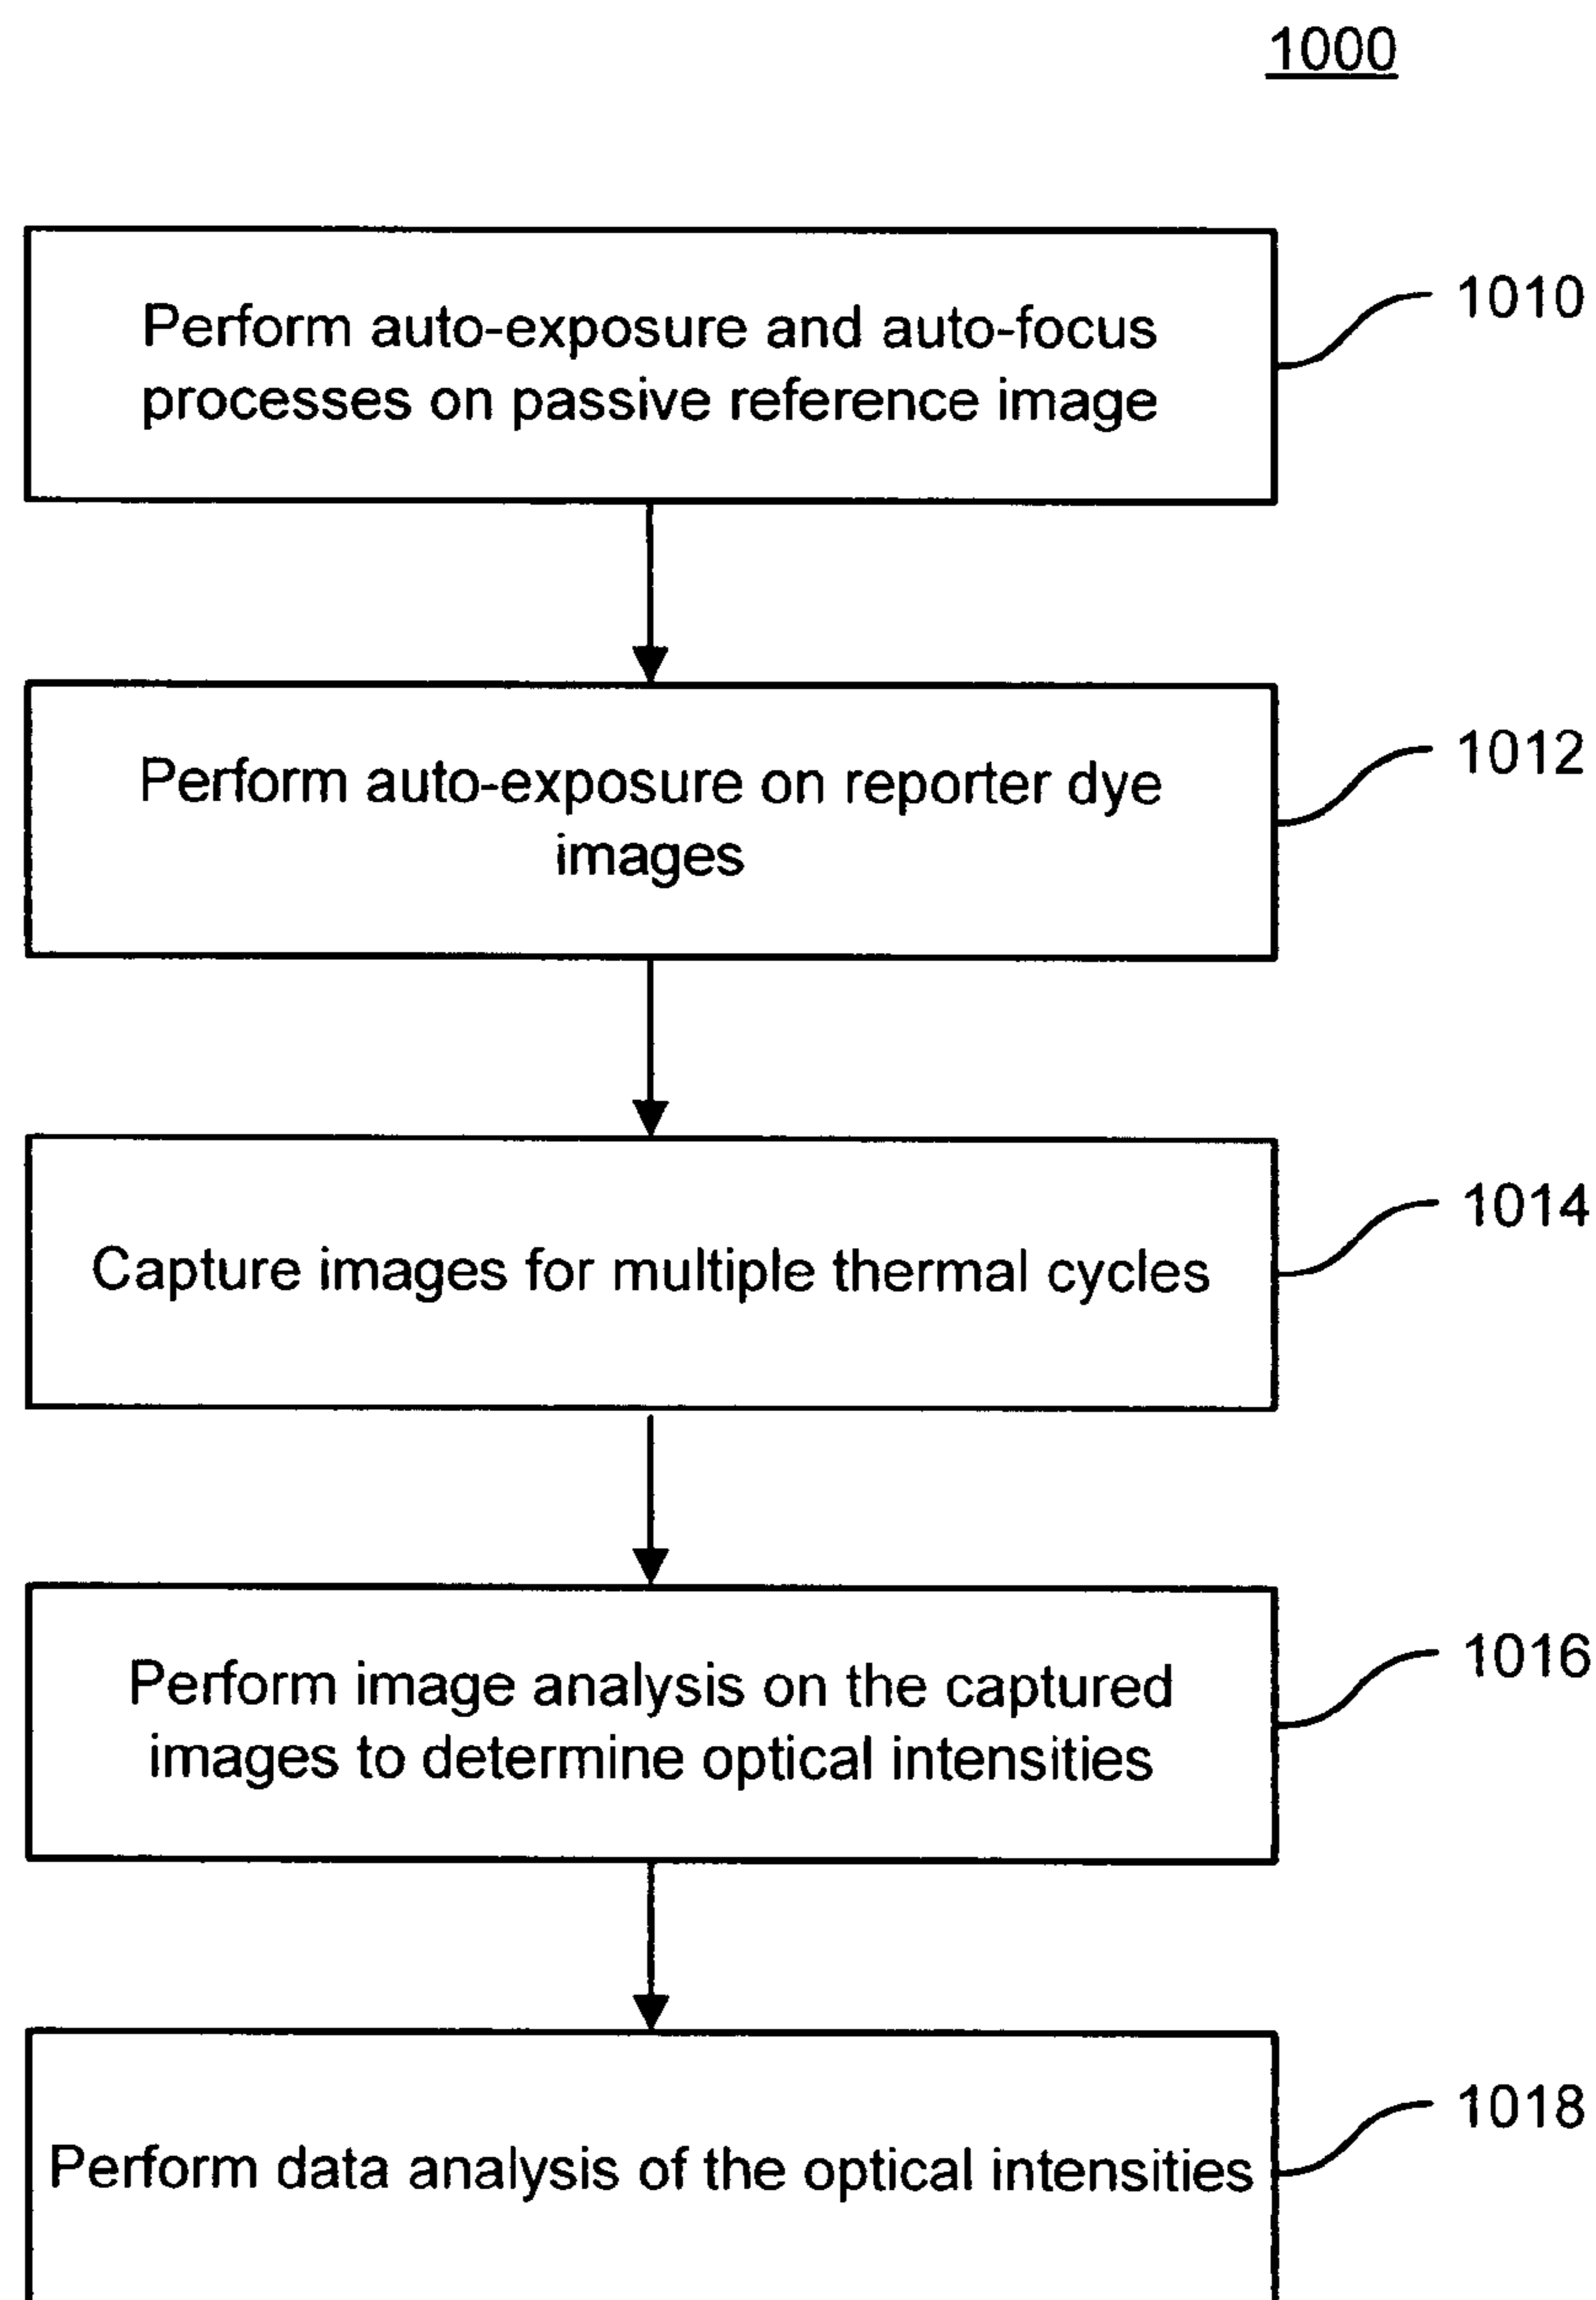 1000
Perform auto-exposure and auto-focus
processes on passive reference image
1010
Perform auto-exposure on reporter dye
images
1012
Capture images for multiple thermal cycles
1014
Perform image analysis on the captured
images to determine optical intensities
1016
Perform data analysis of the optical intensities
1018